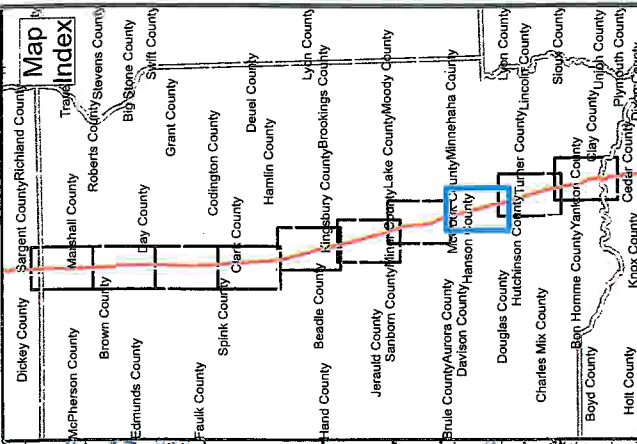 Map
Index
Dickey County
Sargent County
Richland County
McPherson County
Marshall County
Roberts County
Stevens County
Brown County
Day County
Big Stone County
Swift County
Edmunds County
Grant County
Faulk County
Spink County
Codington County
Clark County
Deuel County
Hamlin County
Hand County
Beadle County
Kingsbury County
Brookings County
Lyon County
Jerauld County
Sanborn County
Miner County
Lake County
Moody County
Brule County
Aurora County
Davison County
Hanson County
McCook County
Minnehaha County
Douglas County
Hutchinson County
Turner County
Lincoln County
Lyon County
Charles Mix County
Sioux County
Bon Homme County
Yankton County
Clay County
Union County
Boyd County
Plymouth County
Holt County
Knox County
Cedar County